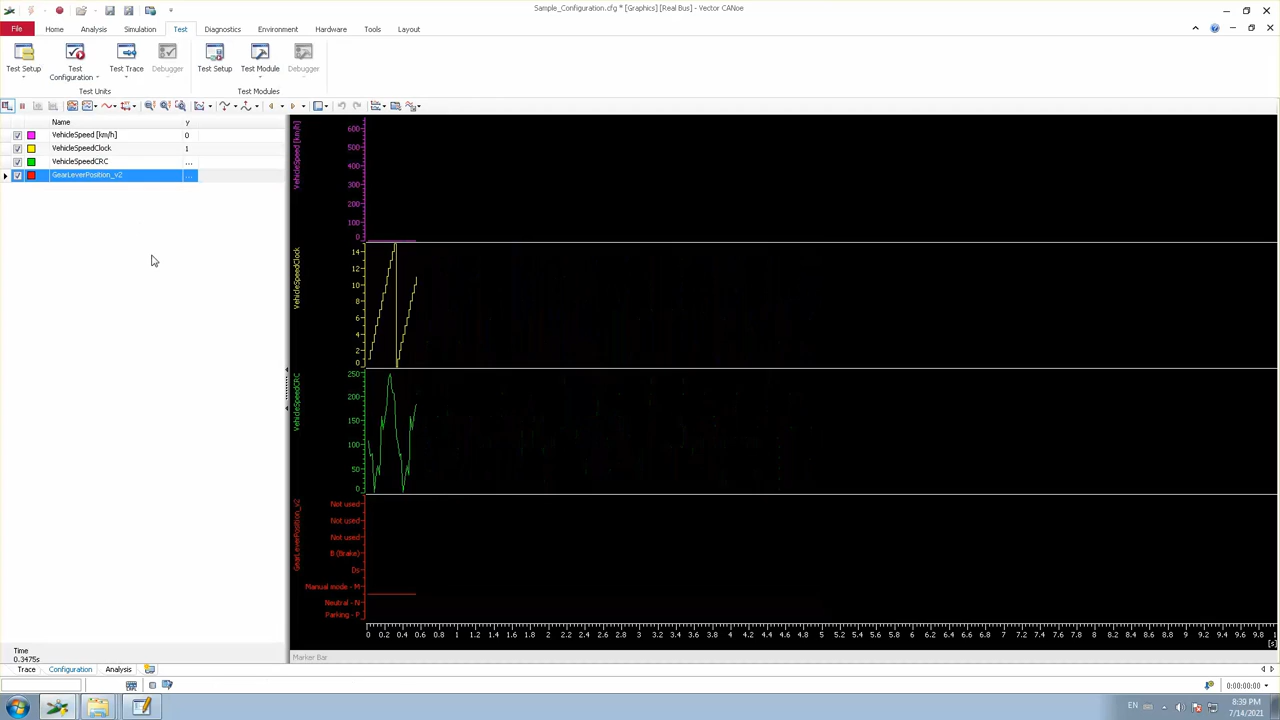 Sample_Configuration.cfg * [Graphics] [Real Bus] - Vector CANoe
File Home Analysis Simulation Test Diagnostics Environment Hardware Tools Layout
Test Setup Test Configuration Test Trace Debugger Test Setup Test Module Debugger
Test Units Test Modules
Name y
VehicleSpeed [km/h] 0
VehicleSpeedClock 1
VehicleSpeedCRC ...
GearLeverPosition_v2 ...
VehicleSpeed [km/h]
600
500
400
300
200
100
0
VehicleSpeedClock
14
12
10
8
6
4
2
0
VehicleSpeedCRC
250
200
150
100
50
0
GearLeverPosition_v2
Not used
Not used
Not used
B (Brake)
Ds
Manual mode - M
Neutral - N
Parking - P
0 0.2 0.4 0.6 0.8 1 1.2 1.4 1.6 1.8 2 2.2 2.4 2.6 2.8 3 3.2 3.4 3.6 3.8 4 4.2 4.4 4.6 4.8 5 5.2 5.4 5.6 5.8 6 6.2 6.4 6.6 6.8 7 7.2 7.4 7.6 7.8 8 8.2 8.4 8.6 8.8 9 9.2 9.4 9.6 9.8 1
[s]
Marker Bar
Time
0.3475s
Trace Configuration Analysis
0:00:00:00
EN
8:39 PM
7/14/2021